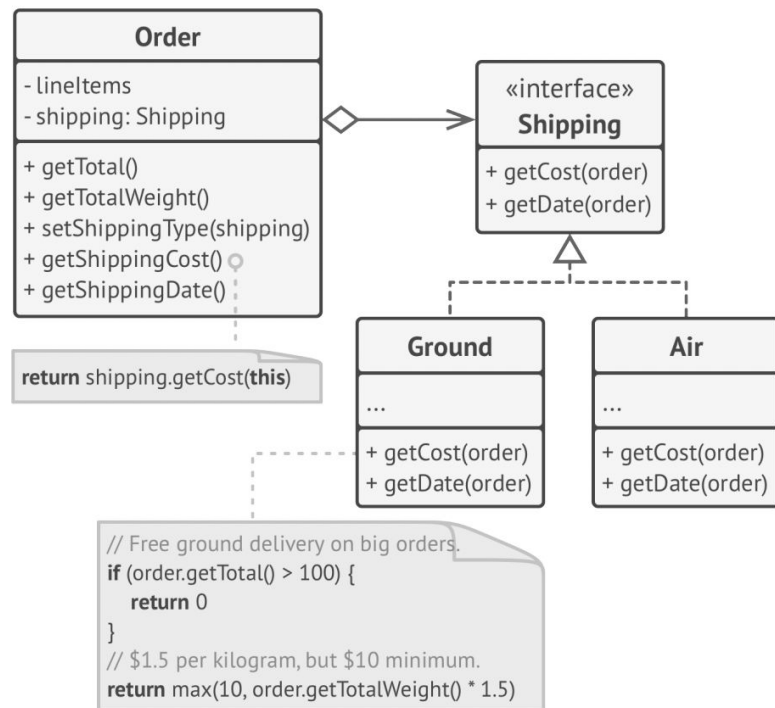 Order
- lineItems
- shipping: Shipping
+ getTotal()
+ getTotalWeight()
+ setShippingType(shipping)
+ getShippingCost()
+ getShippingDate()
return shipping.getCost(this)
«interface»
Shipping
+ getCost(order)
+ getDate(order)
Ground
...
+ getCost(order)
+ getDate(order)
Air
...
+ getCost(order)
+ getDate(order)
// Free ground delivery on big orders.
if (order.getTotal() > 100) {
return 0
}
// $1.5 per kilogram, but $10 minimum.
return max(10, order.getTotalWeight() * 1.5)